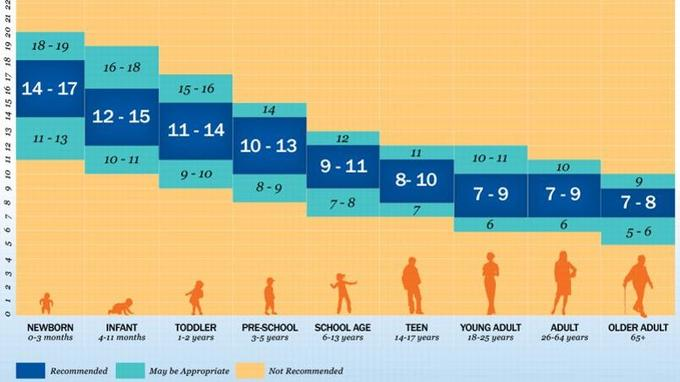 22
21
20
19
18
17
16
15
14
13
12
11
10
9
8
7
6
5
4
3
2
1
0
18 - 19
14 - 17
11 - 13
16 - 18
12 - 15
10 - 11
15 - 16
11 - 14
9 - 10
14
10 - 13
8 - 9
12
9 - 11
7 - 8
11
8- 10
7
10 - 11
7 - 9
6
10
7 - 9
6
9
7 - 8
5 - 6
NEWBORN
0-3 months
INFANT
4-11 months
TODDLER
1-2 years
PRE-SCHOOL
3-5 years
SCHOOL AGE
6-13 years
TEEN
14-17 years
YOUNG ADULT
18-25 years
ADULT
26-64 years
OLDER ADULT
65+
Recommended
May be Appropriate
Not Recommended